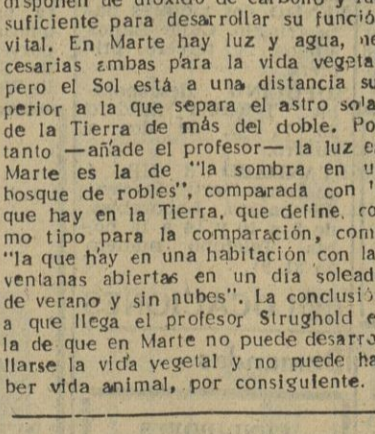 disponen de dióxido de carbono y lu
suficiente para desarrollar su funció
vital. En Marte hay luz y agua, ne
cesarias ambas para la vida vegeta
pero el Sol está a una distancia su
perior a la que separa el astro sola
de la Tierra de más del doble. Po
tanto —añade el profesor— la luz e
Marte es la de "la sombra en u
bosque de robles", comparada con
que hay en la Tierra, que define, co
mo tipo para la comparación, com
"la que hay en una habitación con la
ventanas abiertas en un día solead
de verano y sin nubes". La conclusió
a que llega el profesor Strughold e
la de que en Marte no puede desarro
llarse la vida vegetal y no puede ha
ber vida animal, por consiguiente.